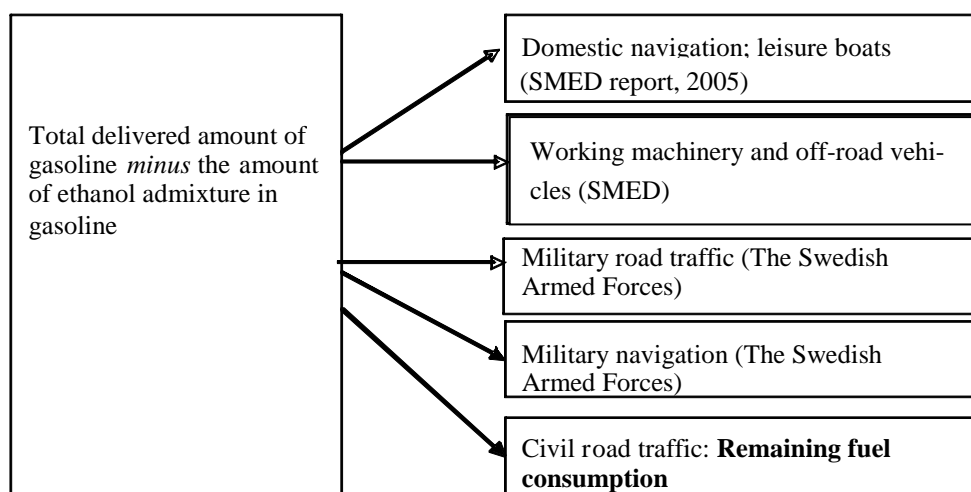 Total delivered amount of
gasoline minus the amount
of ethanol admixture in
gasoline
Domestic navigation; leisure boats
(SMED report, 2005)
Working machinery and off-road vehi-
cles (SMED)
Military road traffic (The Swedish
Armed Forces)
Military navigation (The Swedish
Armed Forces)
Civil road traffic: Remaining fuel
consumption